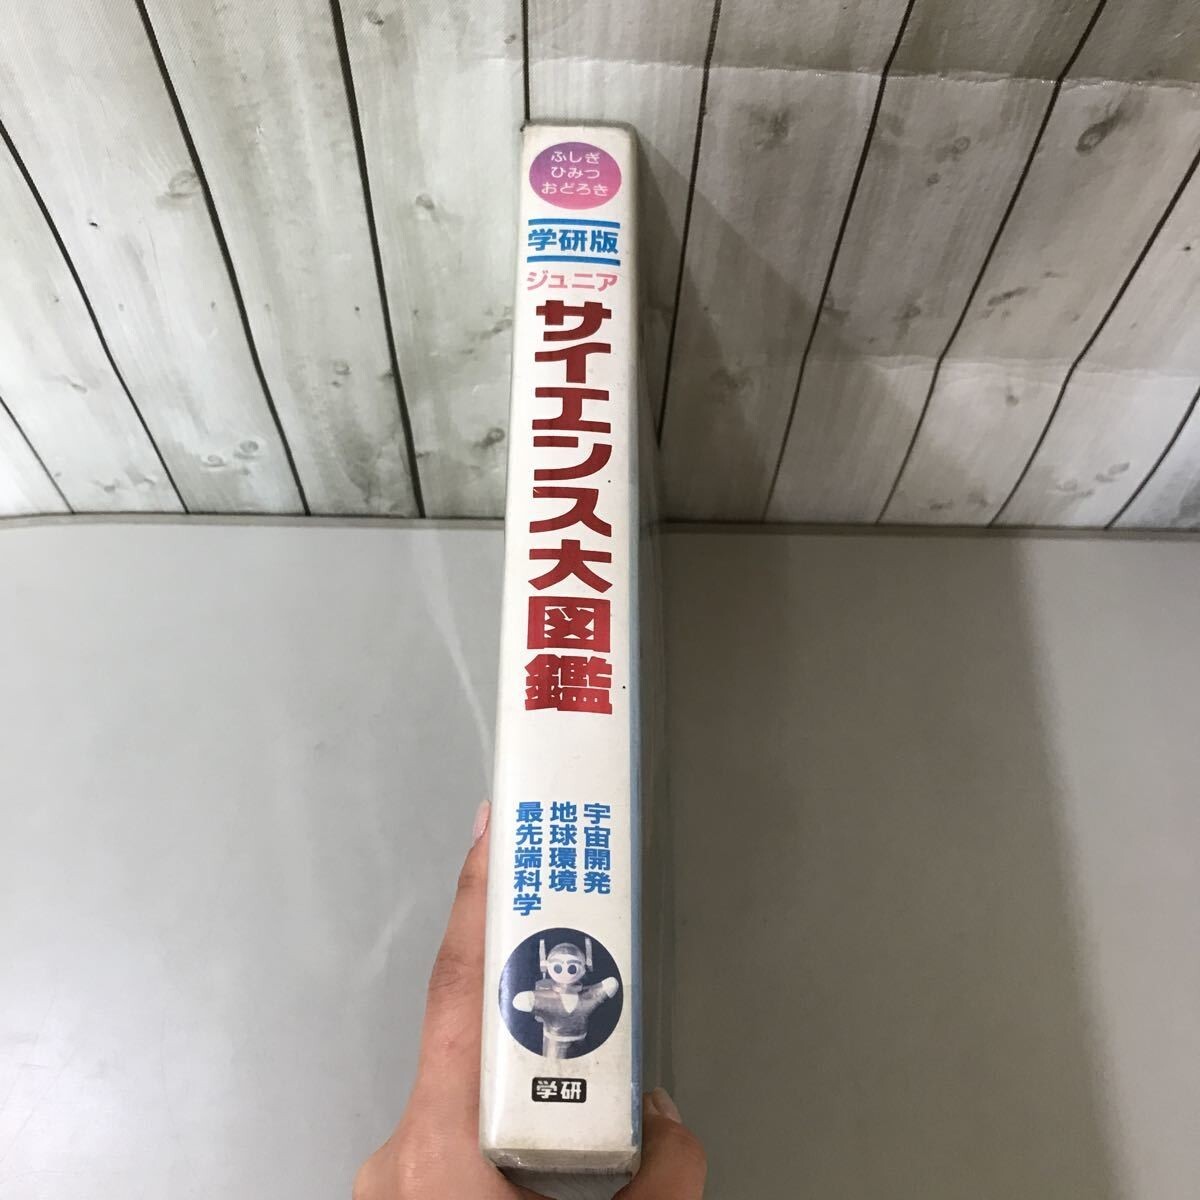 ふしぎ
ひみつ
おどろき
学研版
ジュニア
サイエンス大図鑑
宇宙開発
地球環境
最先端科学
学研